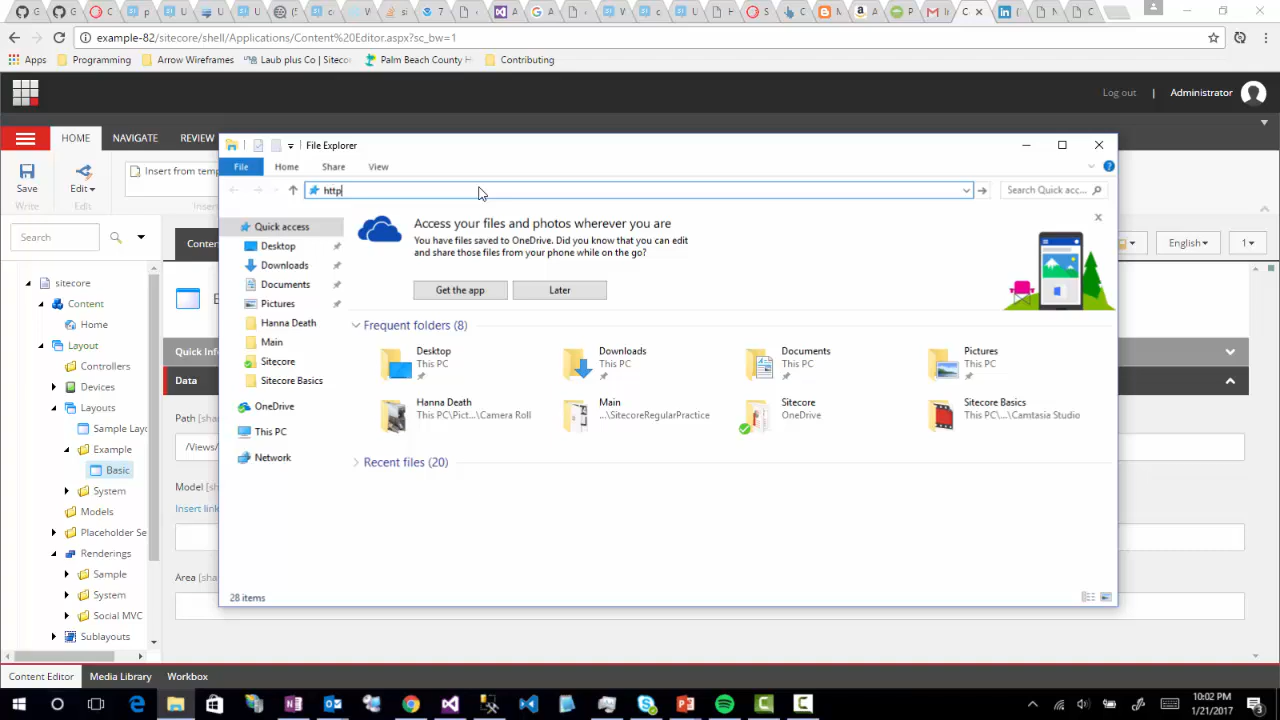 example-82/sitecore/shell/Applications/Content%20Editor.aspx?sc_bw=1
Apps Programming Arrow Wireframes Laub plus Co | Sitecor Palm Beach County H Contributing
Log out | Administrator
HOME NAVIGATE REVIEW
Save
Edit
Insert from temp
Write
Edit
Inser
Search
Conten
English
1
sitecore
Content
Home
Layout
Controllers
Devices
Layouts
Sample Layo
Example
Basic
System
Models
Placeholder Se
Renderings
Sample
System
Social MVC
Sublayouts
Quick Inf
Data
Path [sha
/Views/
Model [sh
Insert link
Area [shar
File Explorer
File Home Share View
http
Search Quick acc...
Quick access
Desktop
Downloads
Documents
Pictures
Hanna Death
Main
Sitecore
Sitecore Basics
OneDrive
This PC
Network
Access your files and photos wherever you are
You have files saved to OneDrive. Did you know that you can edit
and share those files from your phone while on the go?
Get the app Later
Frequent folders (8)
Desktop
This PC
Downloads
This PC
Documents
This PC
Pictures
This PC
Hanna Death
This PC\Pict...\Camera Roll
Main
...\SitecoreRegularPractice
Sitecore
OneDrive
Sitecore Basics
This PC\...\Camtasia Studio
Recent files (20)
28 items
Content Editor Media Library Workbox
10:02 PM
1/21/2017